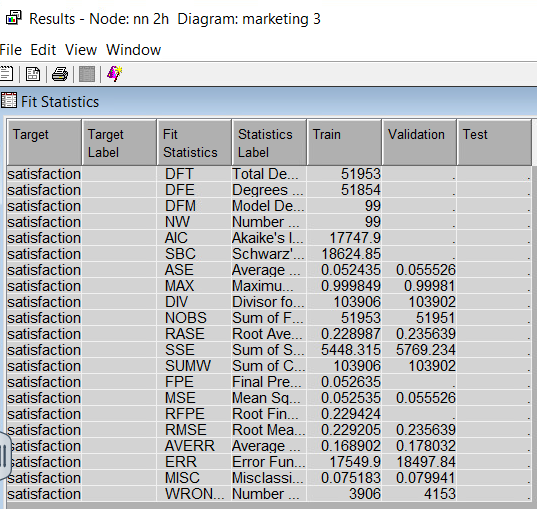 Results - Node: nn 2h  Diagram: marketing 3
File Edit View Window
Fit Statistics
Target Target Label Fit Statistics Statistics Label Train Validation Test
satisfaction DFT Total De... 51953 . .
satisfaction DFE Degrees ... 51854 . .
satisfaction DFM Model De... 99 . .
satisfaction NW Number ... 99 . .
satisfaction AIC Akaike's I... 17747.9 . .
satisfaction SBC Schwarz'... 18624.85 . .
satisfaction ASE Average ... 0.052435 0.055526 .
satisfaction MAX Maximu... 0.999849 0.99981 .
satisfaction DIV Divisor fo... 103906 103902 .
satisfaction NOBS Sum of F... 51953 51951 .
satisfaction RASE Root Ave... 0.228987 0.235639 .
satisfaction SSE Sum of S... 5448.315 5769.234 .
satisfaction SUMW Sum of C... 103906 103902 .
satisfaction FPE Final Pre... 0.052635 . .
satisfaction MSE Mean Sq... 0.052535 0.055526 .
satisfaction RFPE Root Fin... 0.229424 . .
satisfaction RMSE Root Mea... 0.229205 0.235639 .
satisfaction AVERR Average ... 0.168902 0.178032 .
satisfaction ERR Error Fun... 17549.9 18497.84 .
satisfaction MISC Misclassi... 0.075183 0.079941 .
satisfaction WRON... Number ... 3906 4153 .